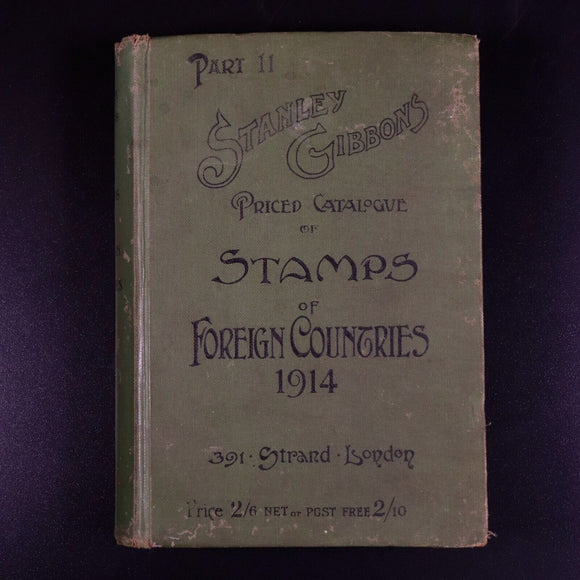 PART II
STANLEY
GIBBONS
PRICED CATALOGUE
OF
STAMPS
OF
FOREIGN COUNTRIES
1914
391 · Strand · London
Price 2/6 NET or POST FREE 2/10